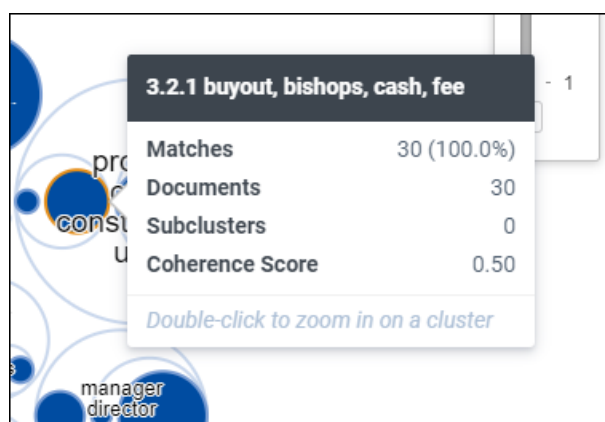 3.2.1 buyout, bishops, cash, fee
- 1
Matches 30 (100.0%)
Documents 30
Subclusters 0
Coherence Score 0.50
Double-click to zoom in on a cluster
manager
director